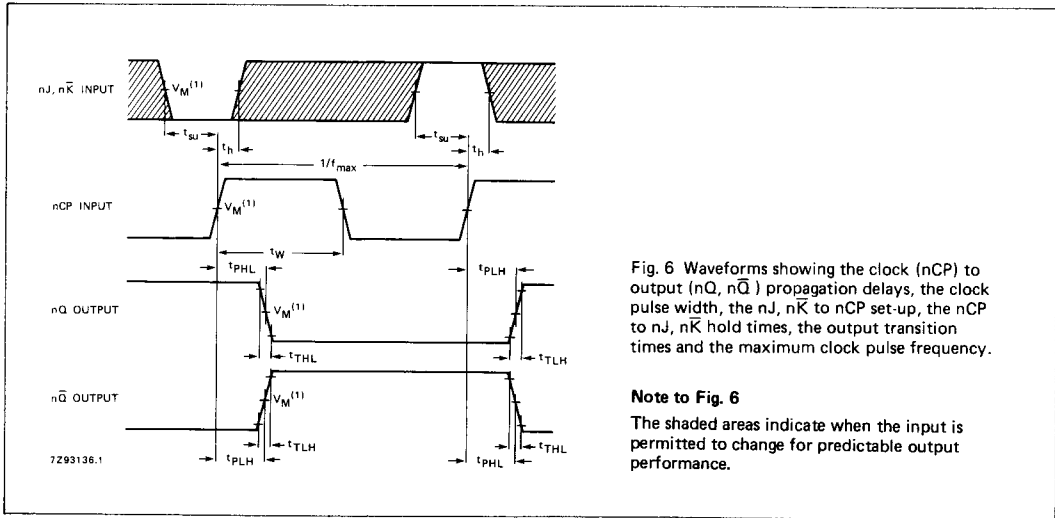 nJ, nK̅ INPUT
V_M(1)
t_su
t_h
t_su
t_h
1/f_max
nCP INPUT
V_M(1)
t_W
t_PHL
t_PLH
nQ OUTPUT
V_M(1)
t_THL
t_TLH
nQ̅ OUTPUT
V_M(1)
t_TLH
t_THL
t_PLH
t_PHL
7Z93136.1
Fig. 6 Waveforms showing the clock (nCP) to
output (nQ, nQ̅ ) propagation delays, the clock
pulse width, the nJ, nK̅ to nCP set-up, the nCP
to nJ, nK̅ hold times, the output transition
times and the maximum clock pulse frequency.
Note to Fig. 6
The shaded areas indicate when the input is
permitted to change for predictable output
performance.